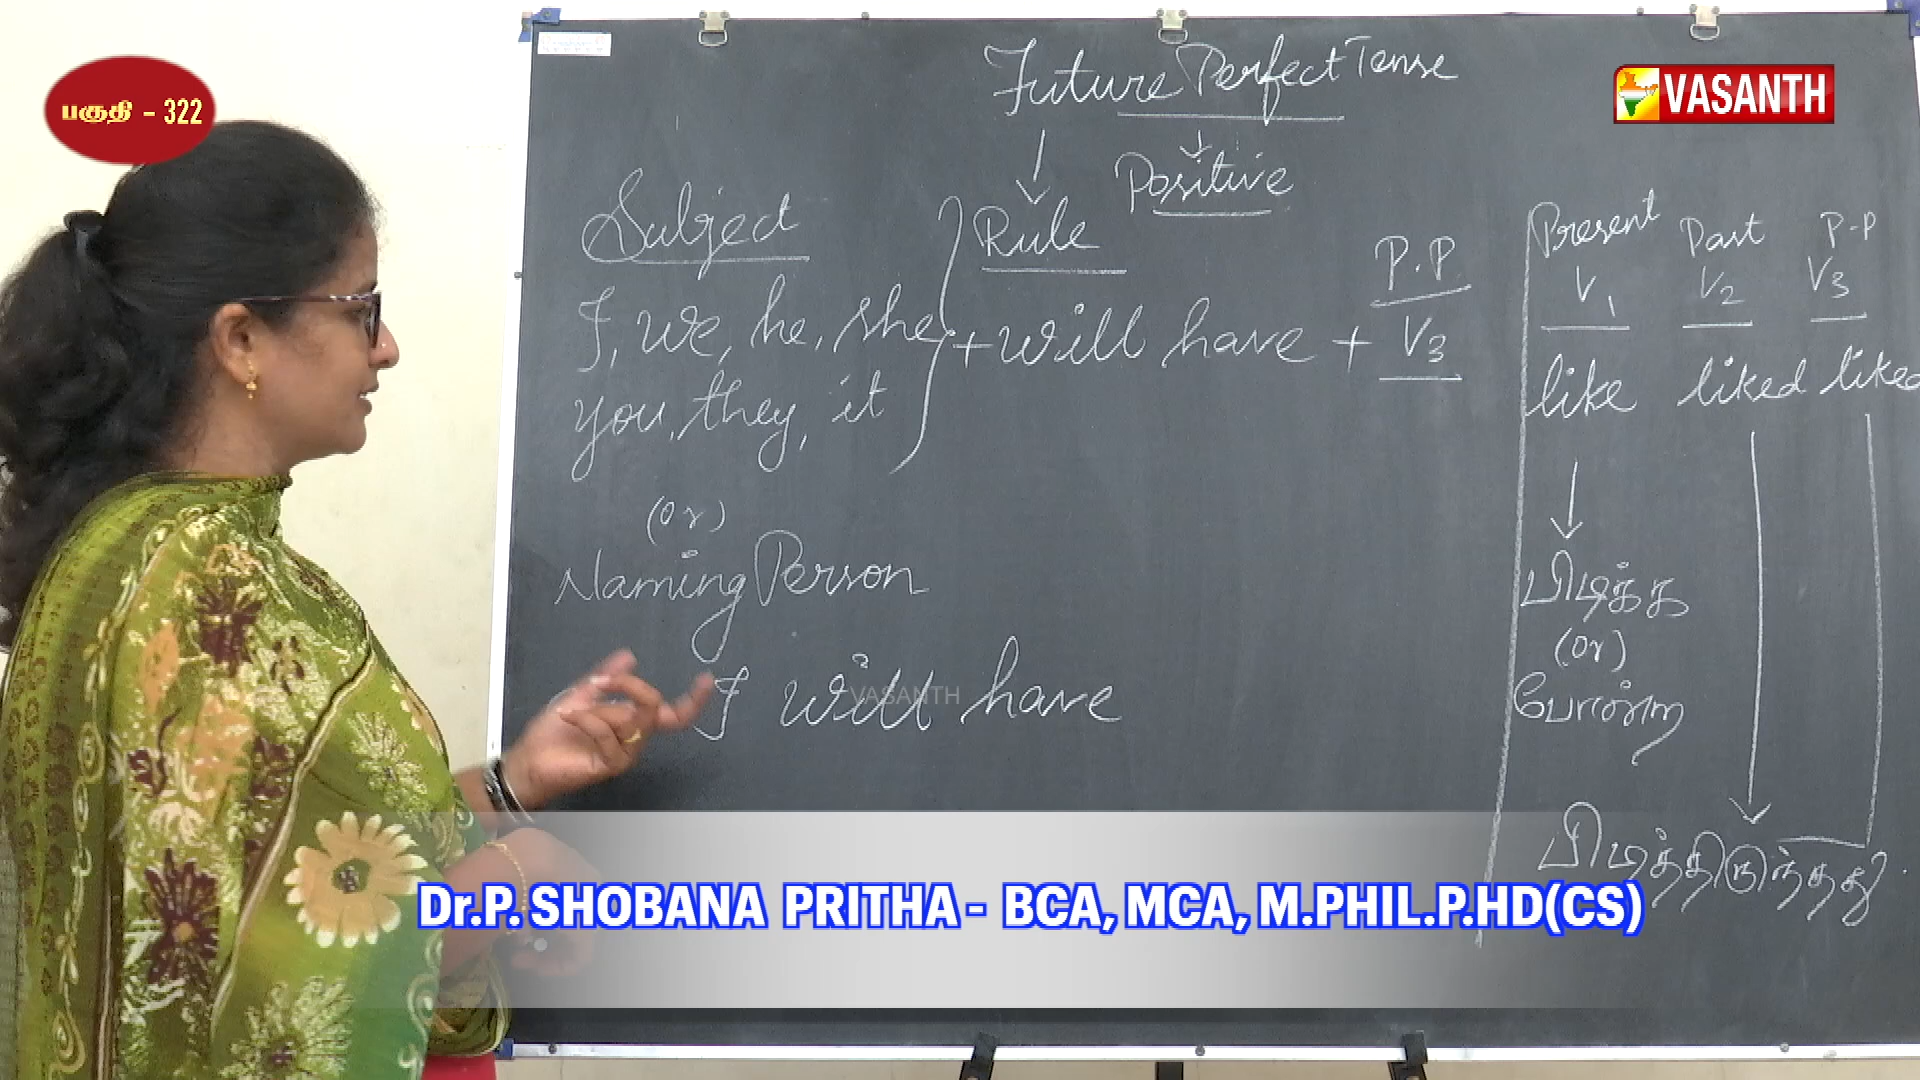 பகுதி - 322
VASANTH
Future Perfect Tense
Positive
Subject
Rule
I, we, he, she
you, they, it
+ will have +
P.P
V3
(or)
Naming Person
I will have
VASANTH
Present Past P.P
V1 V2 V3
like liked liked
பிடிக்க
(or)
போன்ற
பிடித்திருந்தது
Dr.P. SHOBANA PRITHA - BCA, MCA, M.PHIL.P.HD(CS)